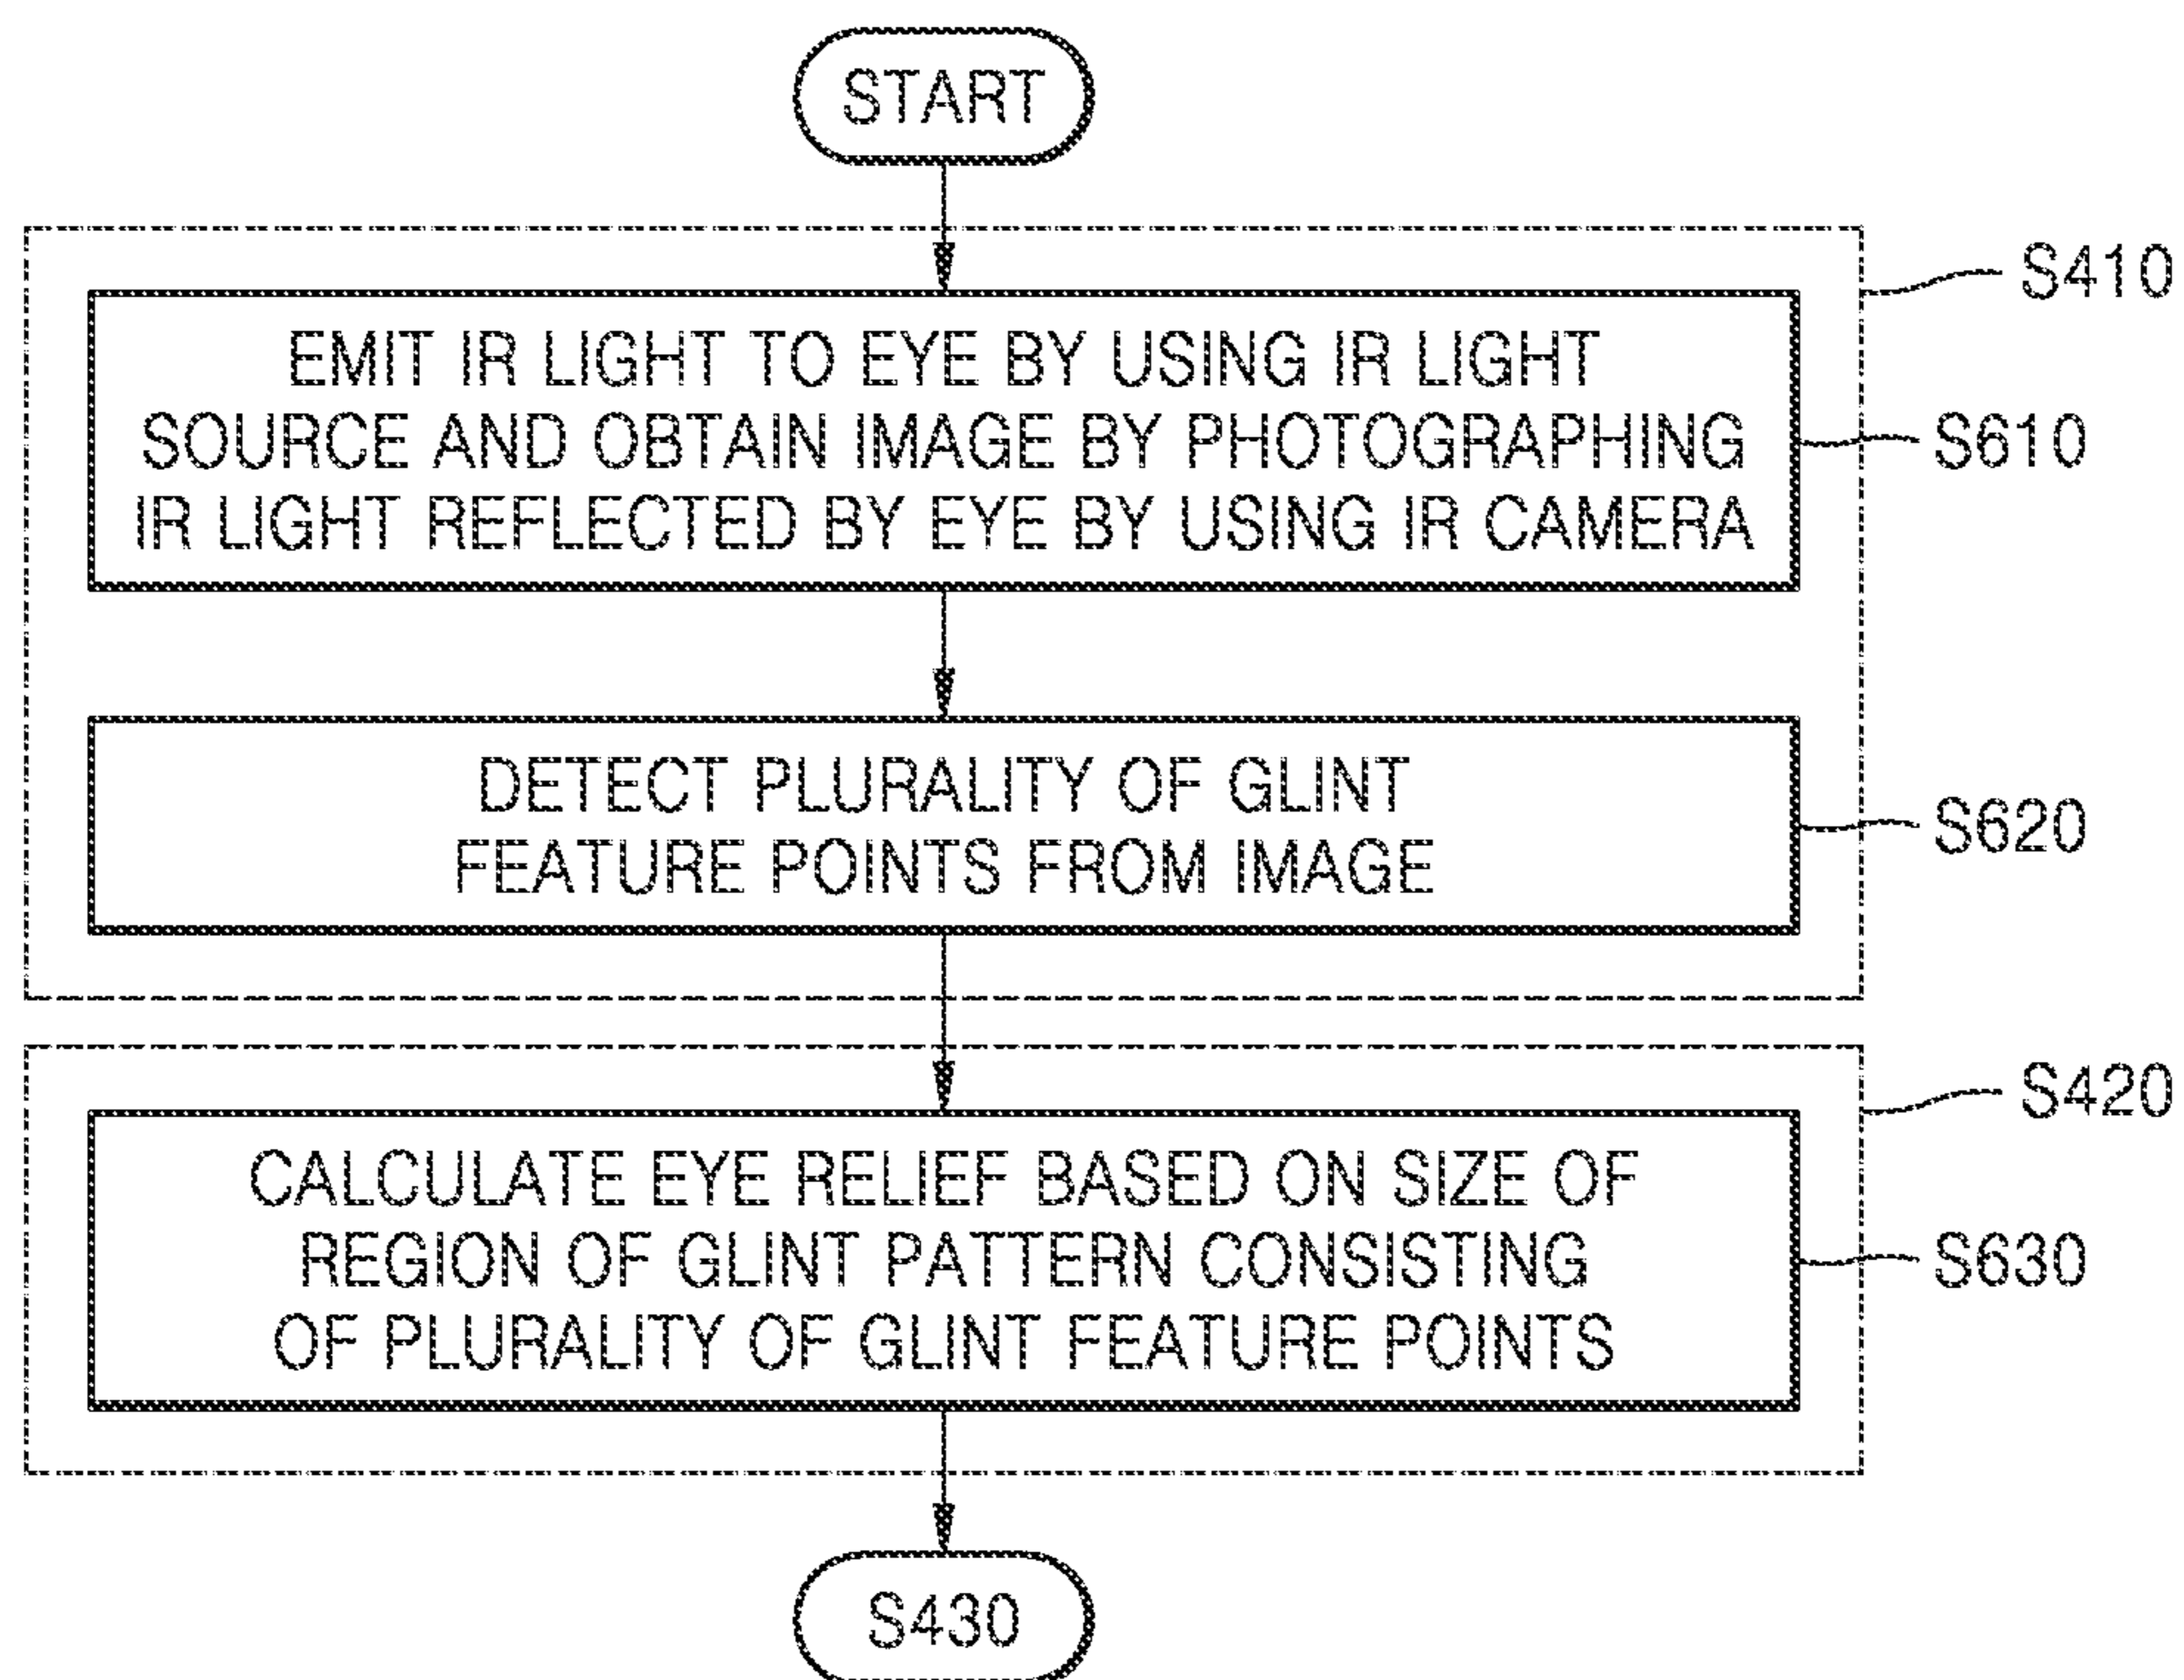 START
S410
EMIT IR LIGHT TO EYE BY USING IR LIGHT
SOURCE AND OBTAIN IMAGE BY PHOTOGRAPHING
IR LIGHT REFLECTED BY EYE BY USING IR CAMERA
S610
DETECT PLURALITY OF GLINT
FEATURE POINTS FROM IMAGE
S620
S420
CALCULATE EYE RELIEF BASED ON SIZE OF
REGION OF GLINT PATTERN CONSISTING
OF PLURALITY OF GLINT FEATURE POINTS
S630
S430